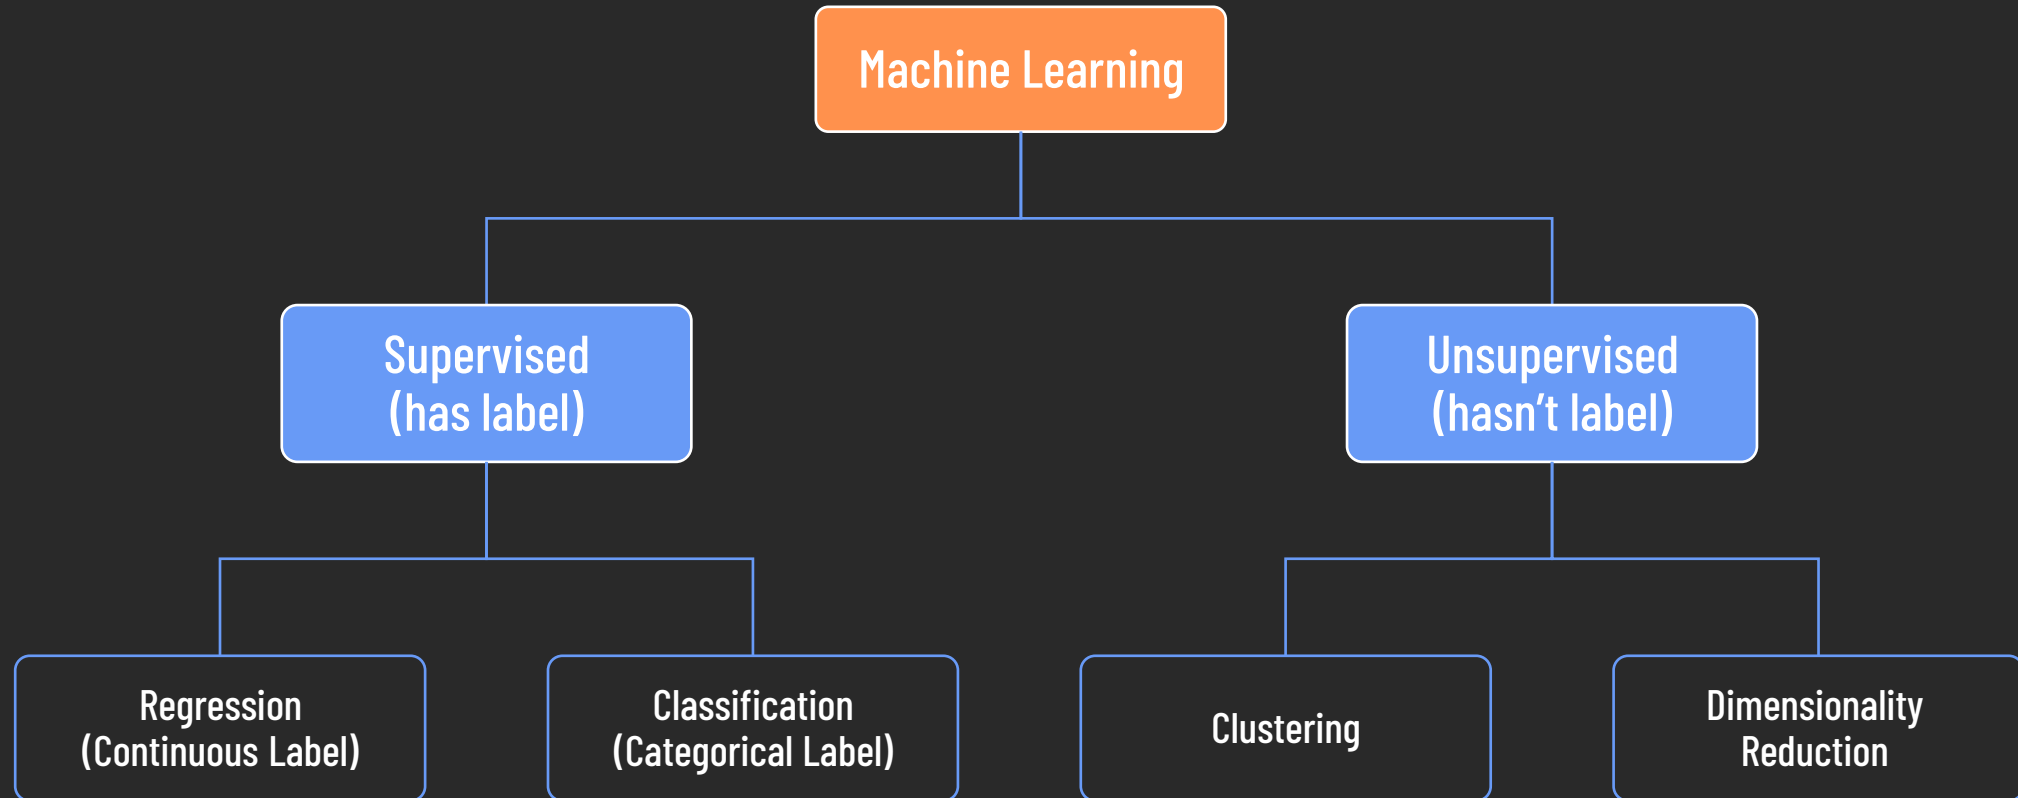 Machine Learning
Supervised
(has label)
Unsupervised
(hasn’t label)
Regression
(Continuous Label)
Classification
(Categorical Label)
Clustering
Dimensionality
Reduction